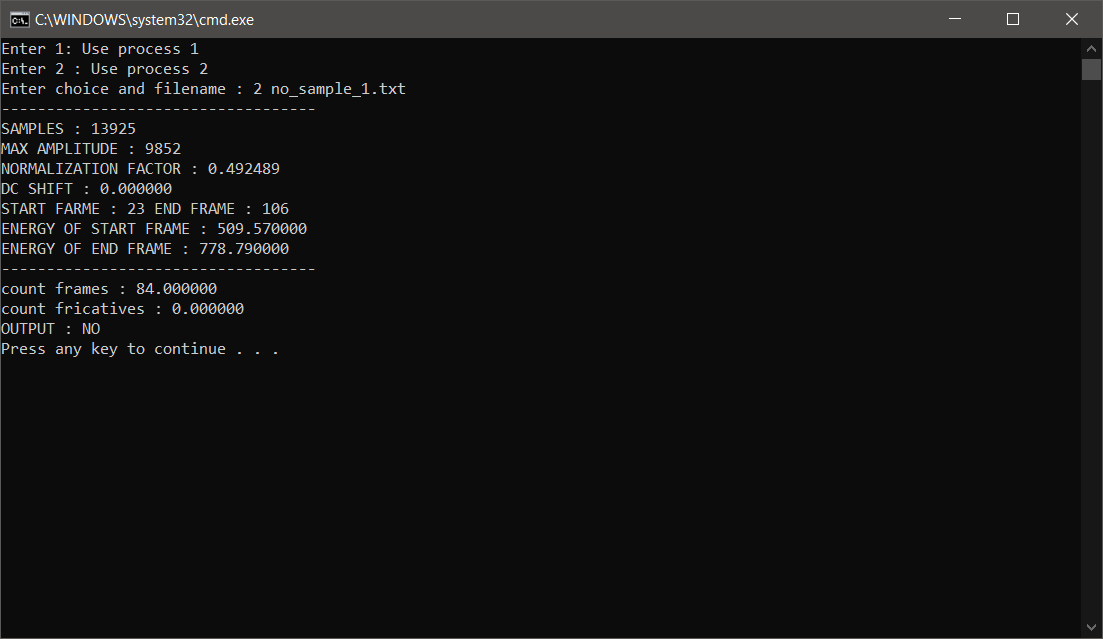 C:\WINDOWS\system32\cmd.exe
Enter 1: Use process 1
Enter 2 : Use process 2
Enter choice and filename : 2 no_sample_1.txt
-----------------------------------
SAMPLES : 13925
MAX AMPLITUDE : 9852
NORMALIZATION FACTOR : 0.492489
DC SHIFT : 0.000000
START FARME : 23 END FRAME : 106
ENERGY OF START FRAME : 509.570000
ENERGY OF END FRAME : 778.790000
-----------------------------------
count frames : 84.000000
count fricatives : 0.000000
OUTPUT : NO
Press any key to continue . . .